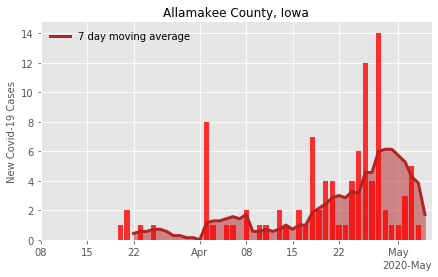 Allamakee County, Iowa
7 day moving average
New Covid-19 Cases
14
12
10
8
6
4
2
0
08 15 22 Apr 08 15 22 May
2020-May